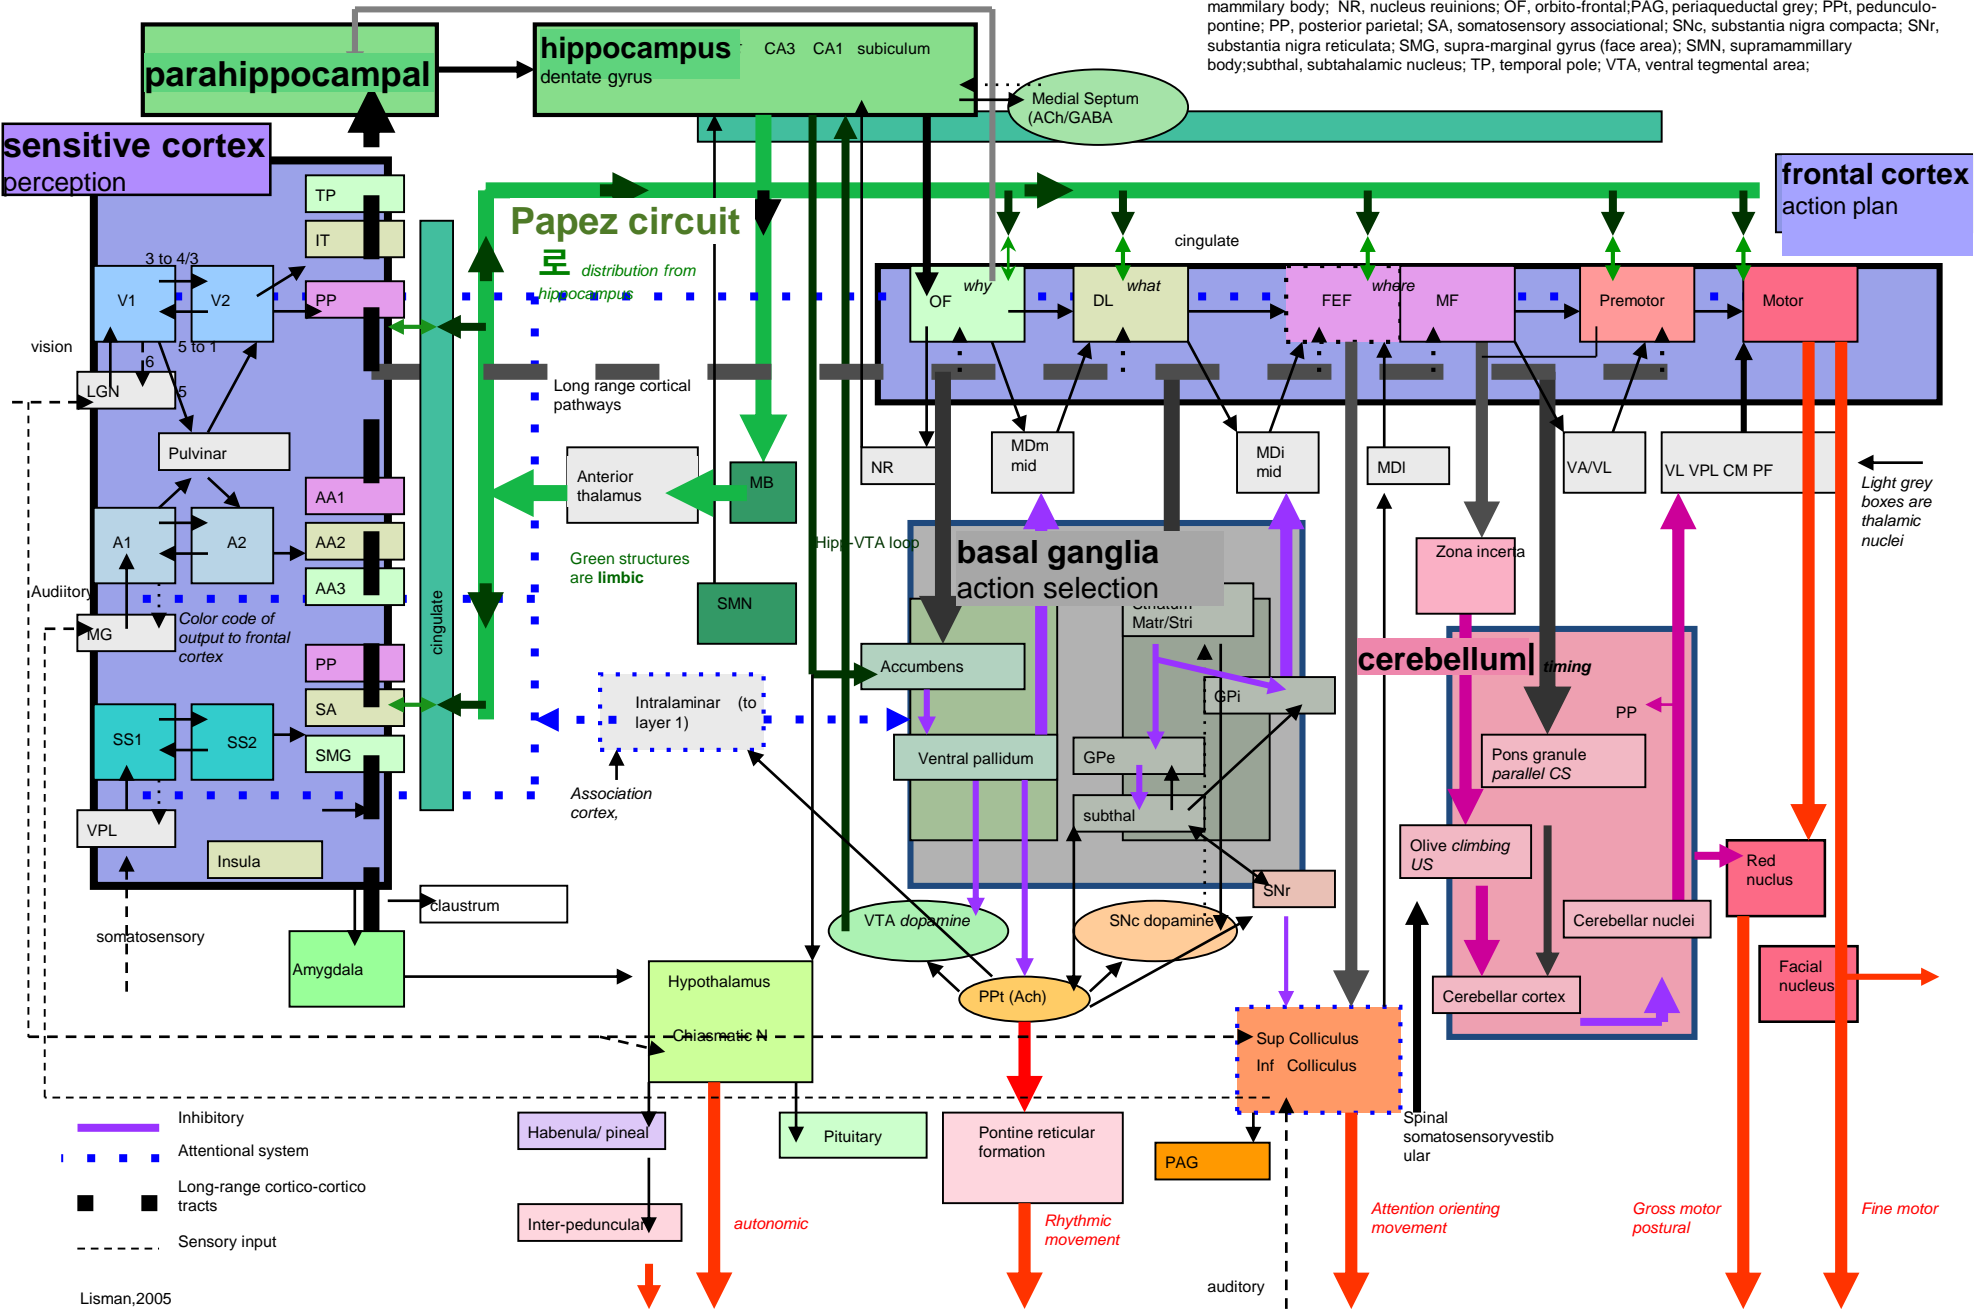 mammilary body;  NR, nucleus reuinions; OF, orbito-frontal;PAG, periaqueductal grey; PPt, pedunculo-
pontine; PP, posterior parietal; SA, somatosensory associational; SNc, substantia nigra compacta; SNr,
substantia nigra reticulata; SMG, supra-marginal gyrus (face area); SMN, supramammillary
body;subthal, subtahalamic nucleus; TP, temporal pole; VTA, ventral tegmental area;
parahippocampal
hippocampus
CA3 CA1 subiculum
dentate gyrus
Medial Septum
(ACh/GABA
sensitive cortex
perception
frontal cortex
action plan
TP
IT
PP
3 to 4/3
V1
V2
5 to 1
6
5
vision
LGN
Pulvinar
AA1
AA2
AA3
A1
A2
Audiitory
MG
Color code of
output to frontal
cortex
PP
SA
SMG
SS1
SS2
VPL
Insula
cingulate
somatosensory
claustrum
Amygdala
Papez circuit
로 distribution from
hippocampus
Long range cortical
pathways
Anterior
thalamus
MB
Green structures
are limbic
SMN
Hipp-VTA loop
Intralaminar (to
layer 1)
Association
cortex,
cingulate
OF
why
DL
what
FEF
where
MF
Premotor
Motor
NR
MDm
mid
MDi
mid
MDl
VA/VL
VL VPL CM PF
Light grey
boxes are
thalamic
nuclei
basal ganglia
action selection
Striatum
Matr/Stri
Accumbens
GPi
Ventral pallidum
GPe
subthal
SNr
VTA dopamine
SNc dopamine
PPt (Ach)
Zona incerta
cerebellum
timing
PP
Pons granule
parallel CS
Olive climbing
US
Cerebellar nuclei
Cerebellar cortex
Red
nuclus
Facial
nucleus
Hypothalamus
Chiasmatic N
Sup Colliculus
Inf Colliculus
Spinal
somatosensoryvestib
ular
Habenula/ pineal
Pituitary
Pontine reticular
formation
PAG
Inter-peduncular
autonomic
Rhythmic
movement
Attention orienting
movement
Gross motor
postural
Fine motor
auditory
Inhibitory
Attentional system
Long-range cortico-cortico
tracts
Sensory input
Lisman,2005